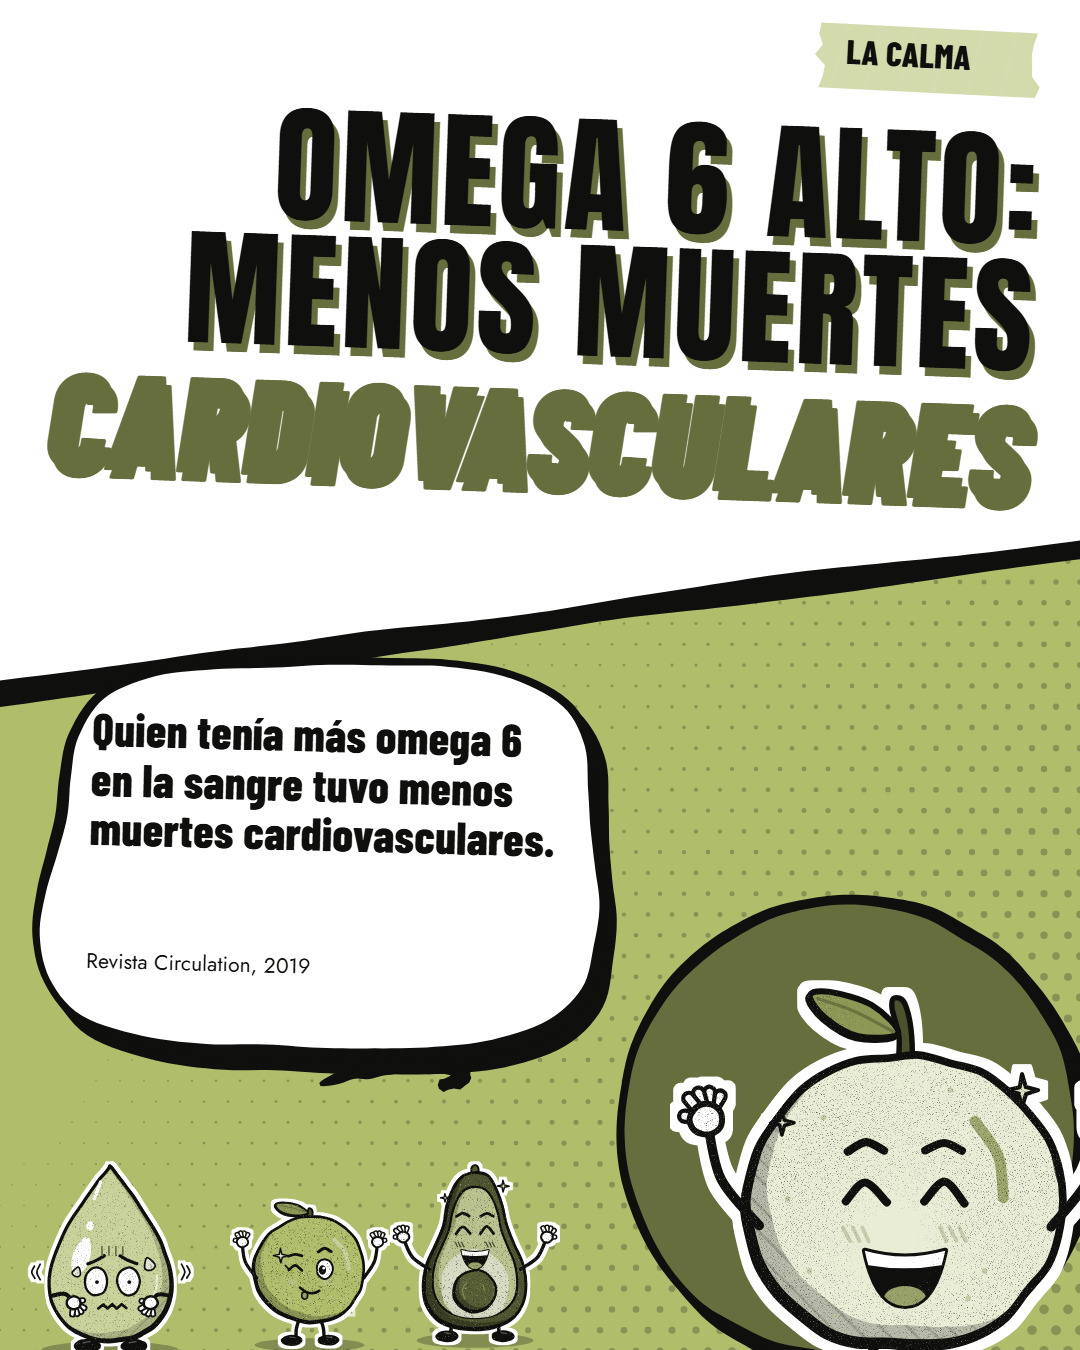 LA CALMA
OMEGA 6 ALTO:
MENOS MUERTES
CARDIOVASCULARES
Quien tenía más omega 6
en la sangre tuvo menos
muertes cardiovasculares.
Revista Circulation, 2019